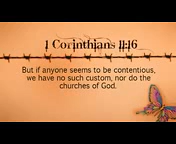 1 Corinthians 11:16
But if anyone seems to be contentious,
we have no such custom, nor do the
churches of God.